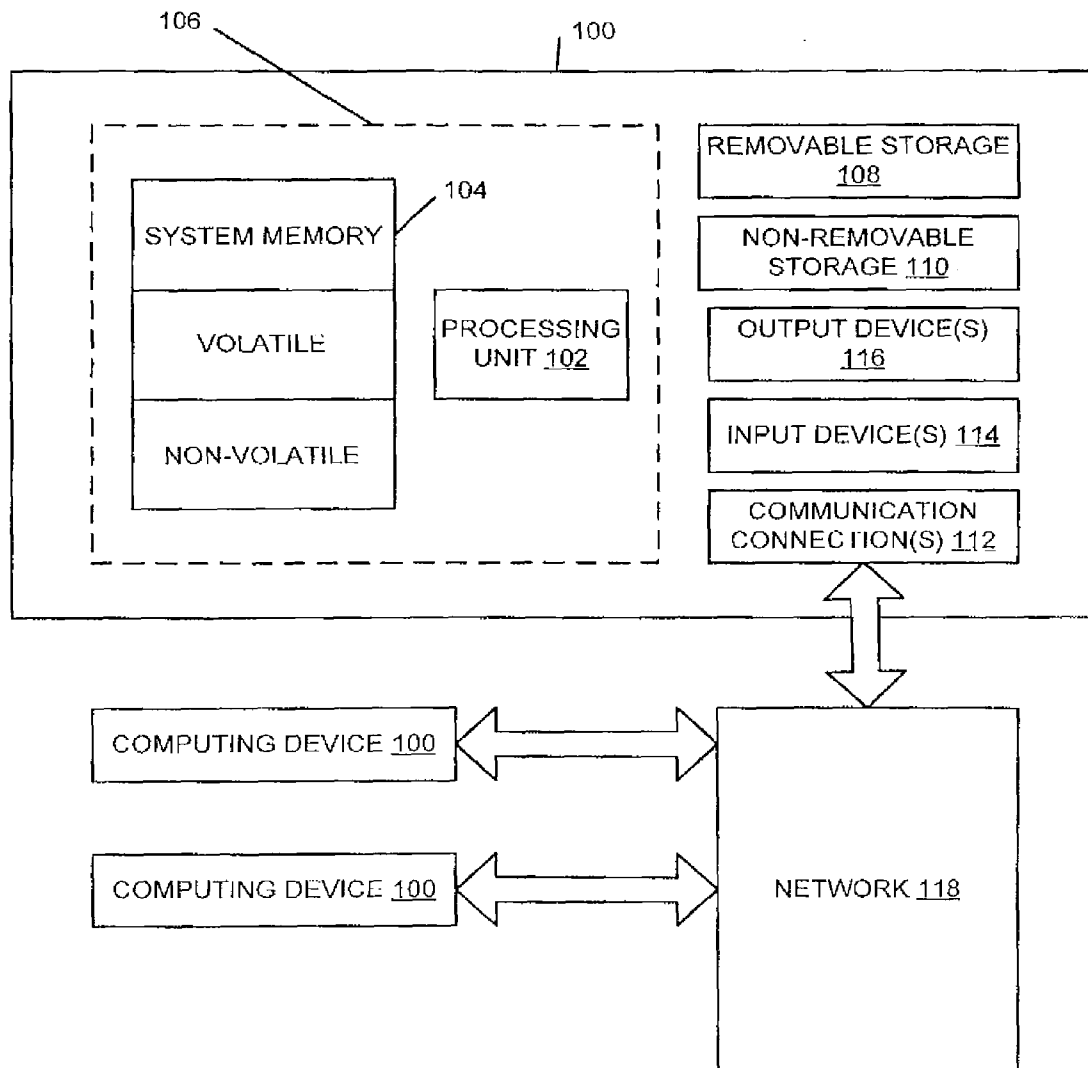 106
100
104
SYSTEM MEMORY
VOLATILE
NON-VOLATILE
PROCESSING
UNIT 102
REMOVABLE STORAGE
108
NON-REMOVABLE
STORAGE 110
OUTPUT DEVICE(S)
116
INPUT DEVICE(S) 114
COMMUNICATION
CONNECTION(S) 112
COMPUTING DEVICE 100
COMPUTING DEVICE 100
NETWORK 118